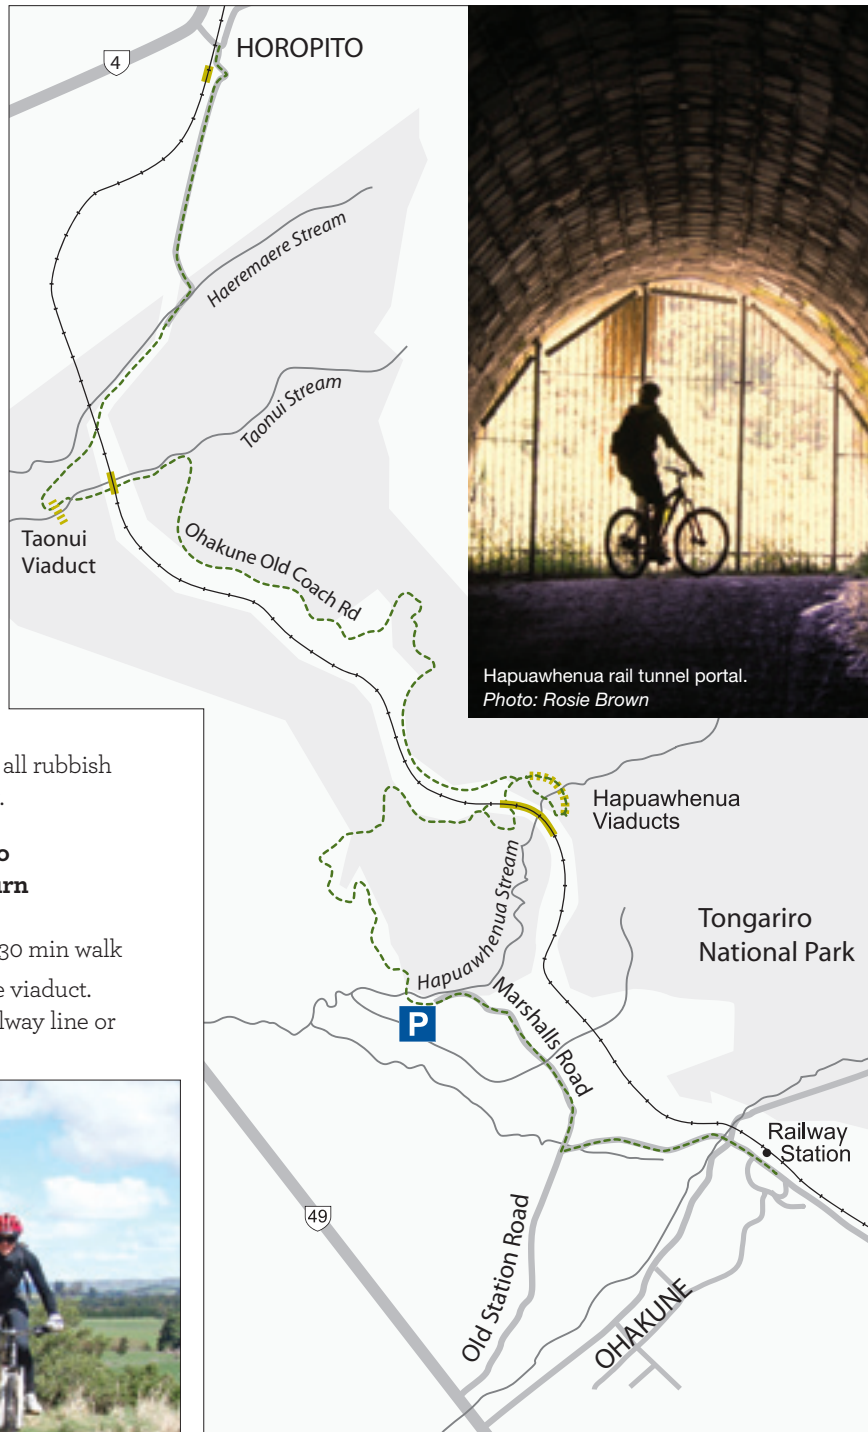 4
HOROPITO
Haeremaere Stream
Taonui Stream
Taonui
Viaduct
Ohakune Old Coach Rd
Hapuawhenua rail tunnel portal.
Photo: Rosie Brown
all rubbish
.
30 min walk
viaduct.
line or
Hapuawhenua
Viaducts
Hapuawhenua Stream
Tongariro
National Park
P
Marshalls Road
Railway
Station
49
Old Station Road
OHAKUNE